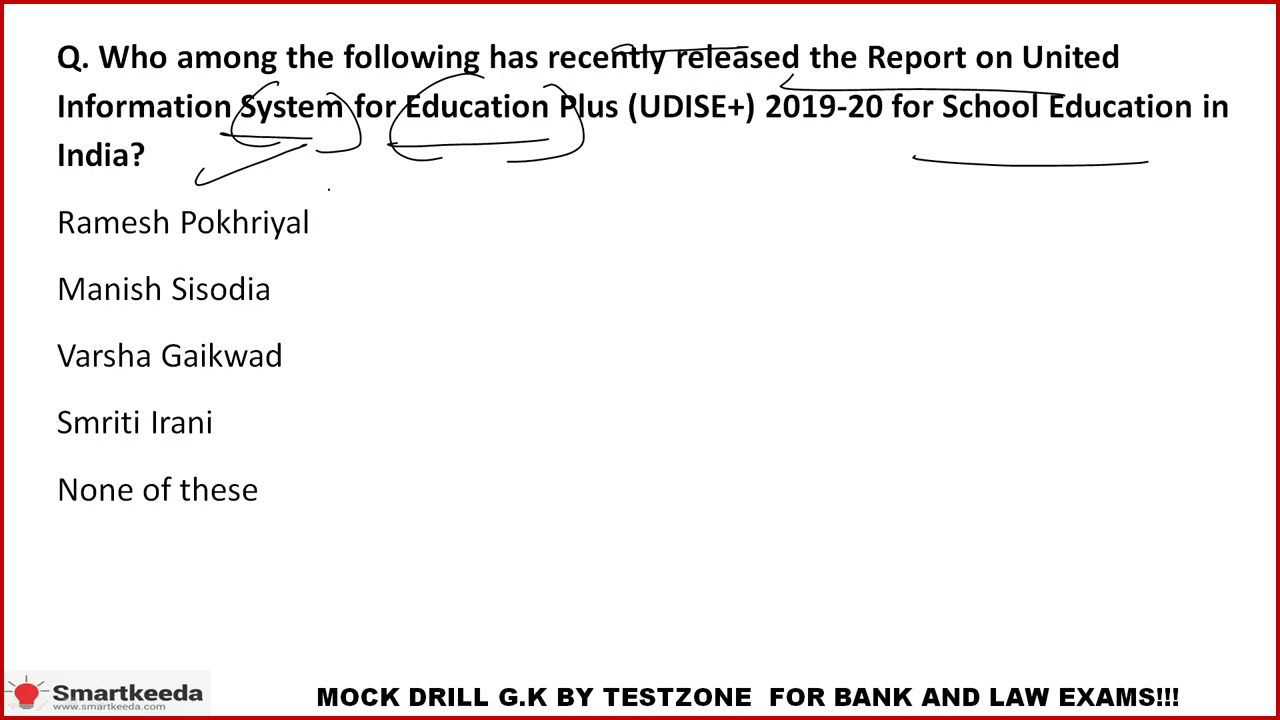 Q. Who among the following has recently released the Report on United
Information System for Education Plus (UDISE+) 2019-20 for School Education in
India?
Ramesh Pokhriyal
Manish Sisodia
Varsha Gaikwad
Smriti Irani
None of these
Smartkeeda
www.smartkeeda.com
MOCK DRILL G.K BY TESTZONE FOR BANK AND LAW EXAMS!!!